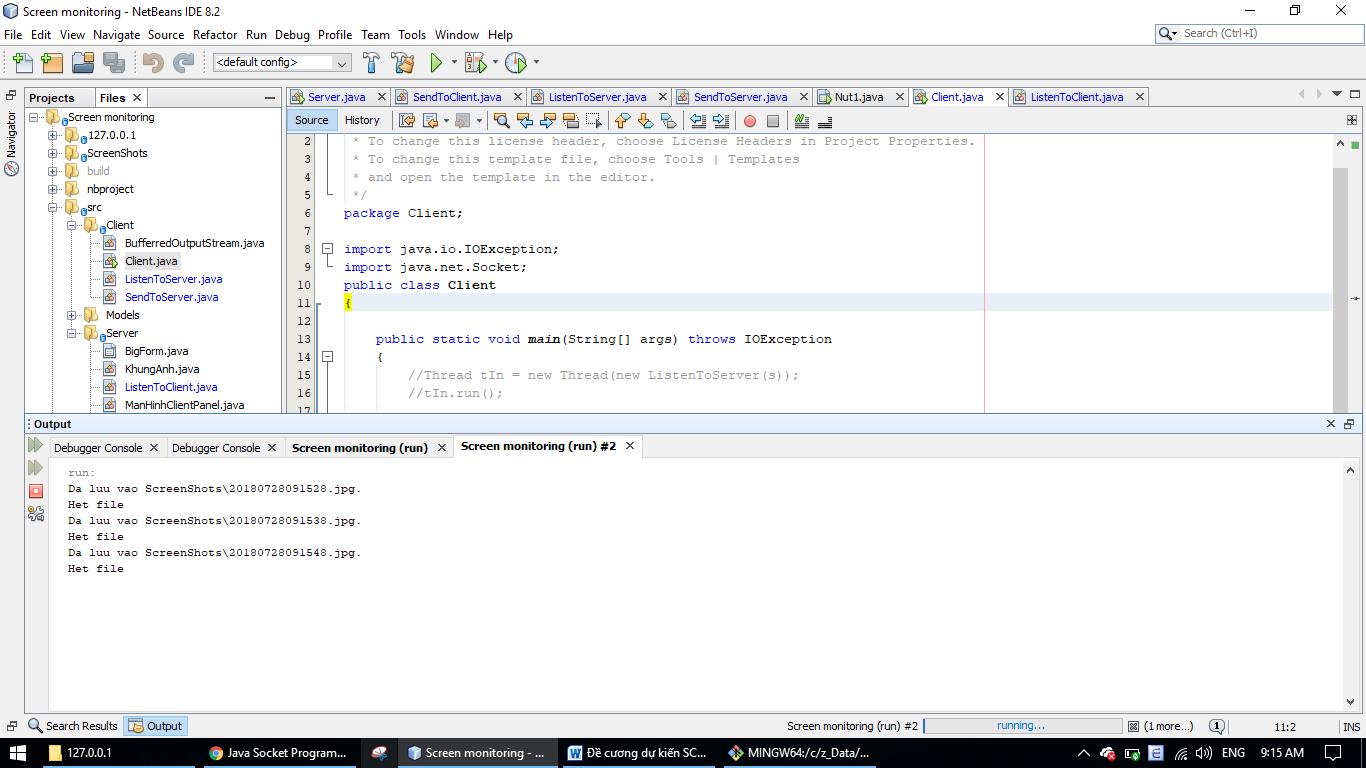 Screen monitoring - NetBeans IDE 8.2
File Edit View Navigate Source Refactor Run Debug Profile Team Tools Window Help
Search (Ctrl+I)
<default config>
Projects
Files
Server.java
SendToClient.java
ListenToServer.java
SendToServer.java
Nut1.java
Client.java
ListenToClient.java
Navigator
Screen monitoring
127.0.0.1
ScreenShots
build
nbproject
src
Client
BufferredOutputStream.java
Client.java
ListenToServer.java
SendToServer.java
Models
Server
BigForm.java
KhungAnh.java
ListenToClient.java
ManHinhClientPanel.java
Source History
2 * To change this license header, choose License Headers in Project Properties.
3 * To change this template file, choose Tools | Templates
4 * and open the template in the editor.
5 */
6 package Client;
7
8 import java.io.IOException;
9 import java.net.Socket;
10 public class Client
11 {
12
13 public static void main(String[] args) throws IOException
14 {
15 //Thread tIn = new Thread(new ListenToServer(s));
16 //tIn.run();
17
Output
Debugger Console
Debugger Console
Screen monitoring (run)
Screen monitoring (run) #2
run:
Da luu vao ScreenShots\20180728091528.jpg.
Het file
Da luu vao ScreenShots\20180728091538.jpg.
Het file
Da luu vao ScreenShots\20180728091548.jpg.
Het file
Search Results
Output
Screen monitoring (run) #2
running...
(1 more...)
1
11:2
INS
127.0.0.1
Java Socket Program...
Screen monitoring - ...
Đề cương dự kiến SC...
MINGW64:/c/z_Data/...
ENG
9:15 AM